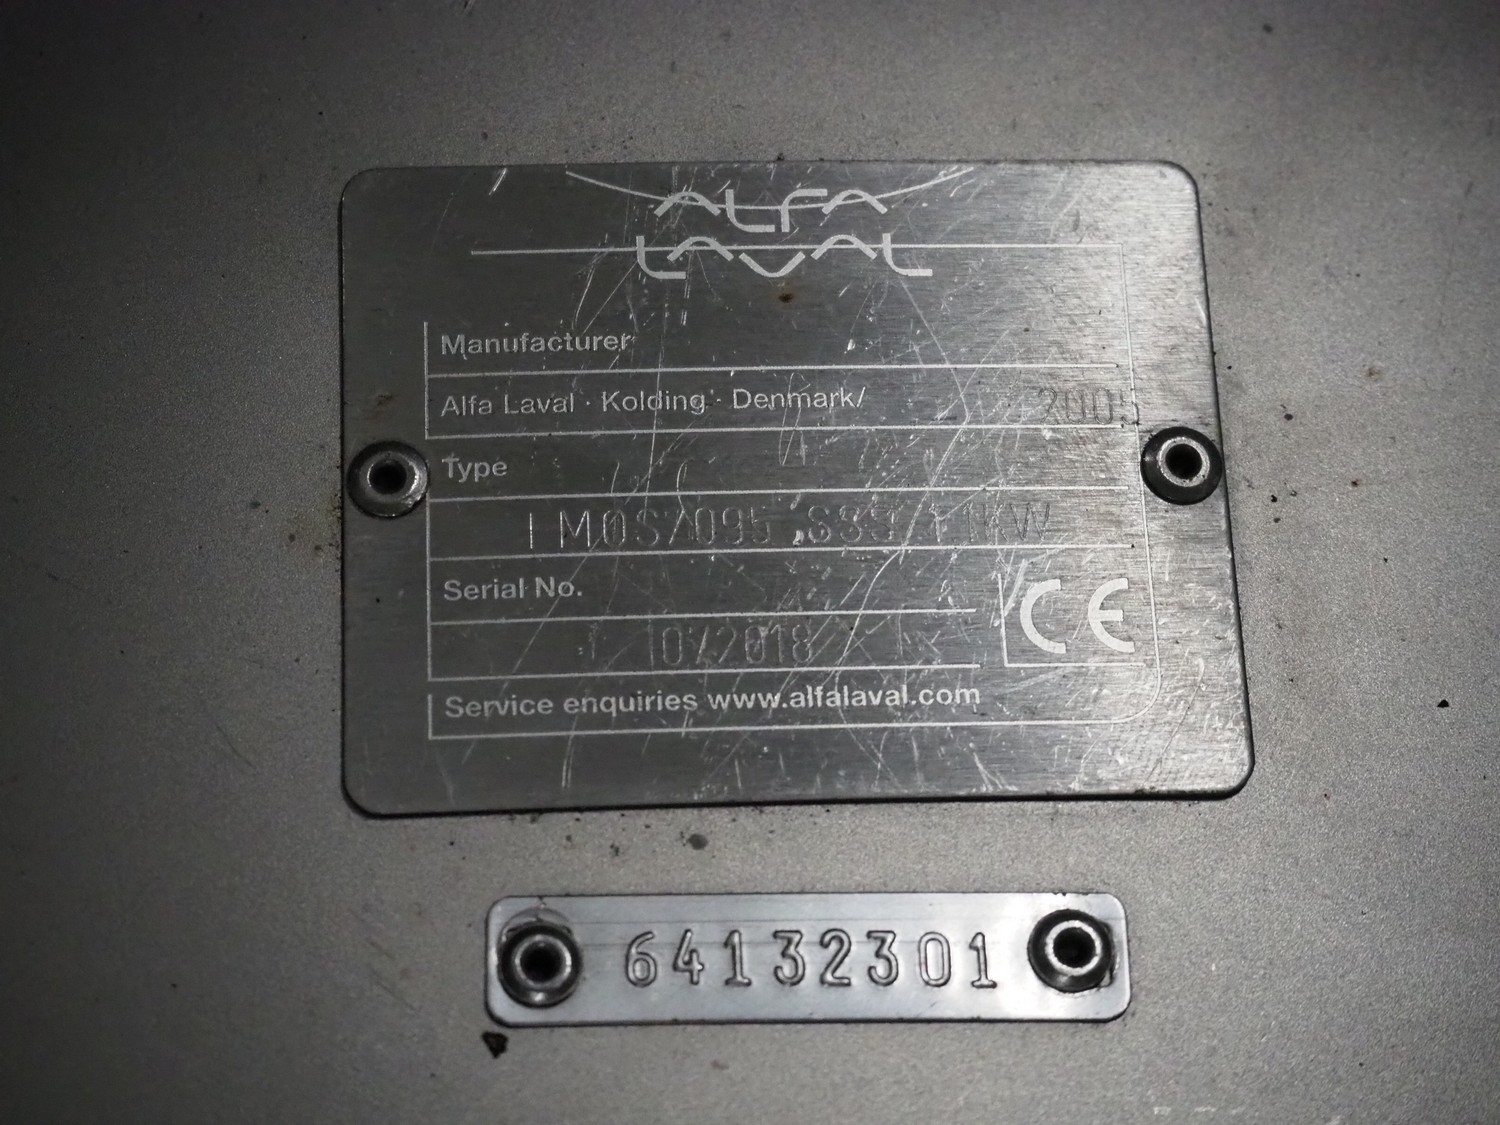 ALFA
LAVAL
Manufacturer
Alfa Laval · Kolding · Denmark/ 2005
Type
Serial No.
CE
Service enquiries www.alfalaval.com
64132301